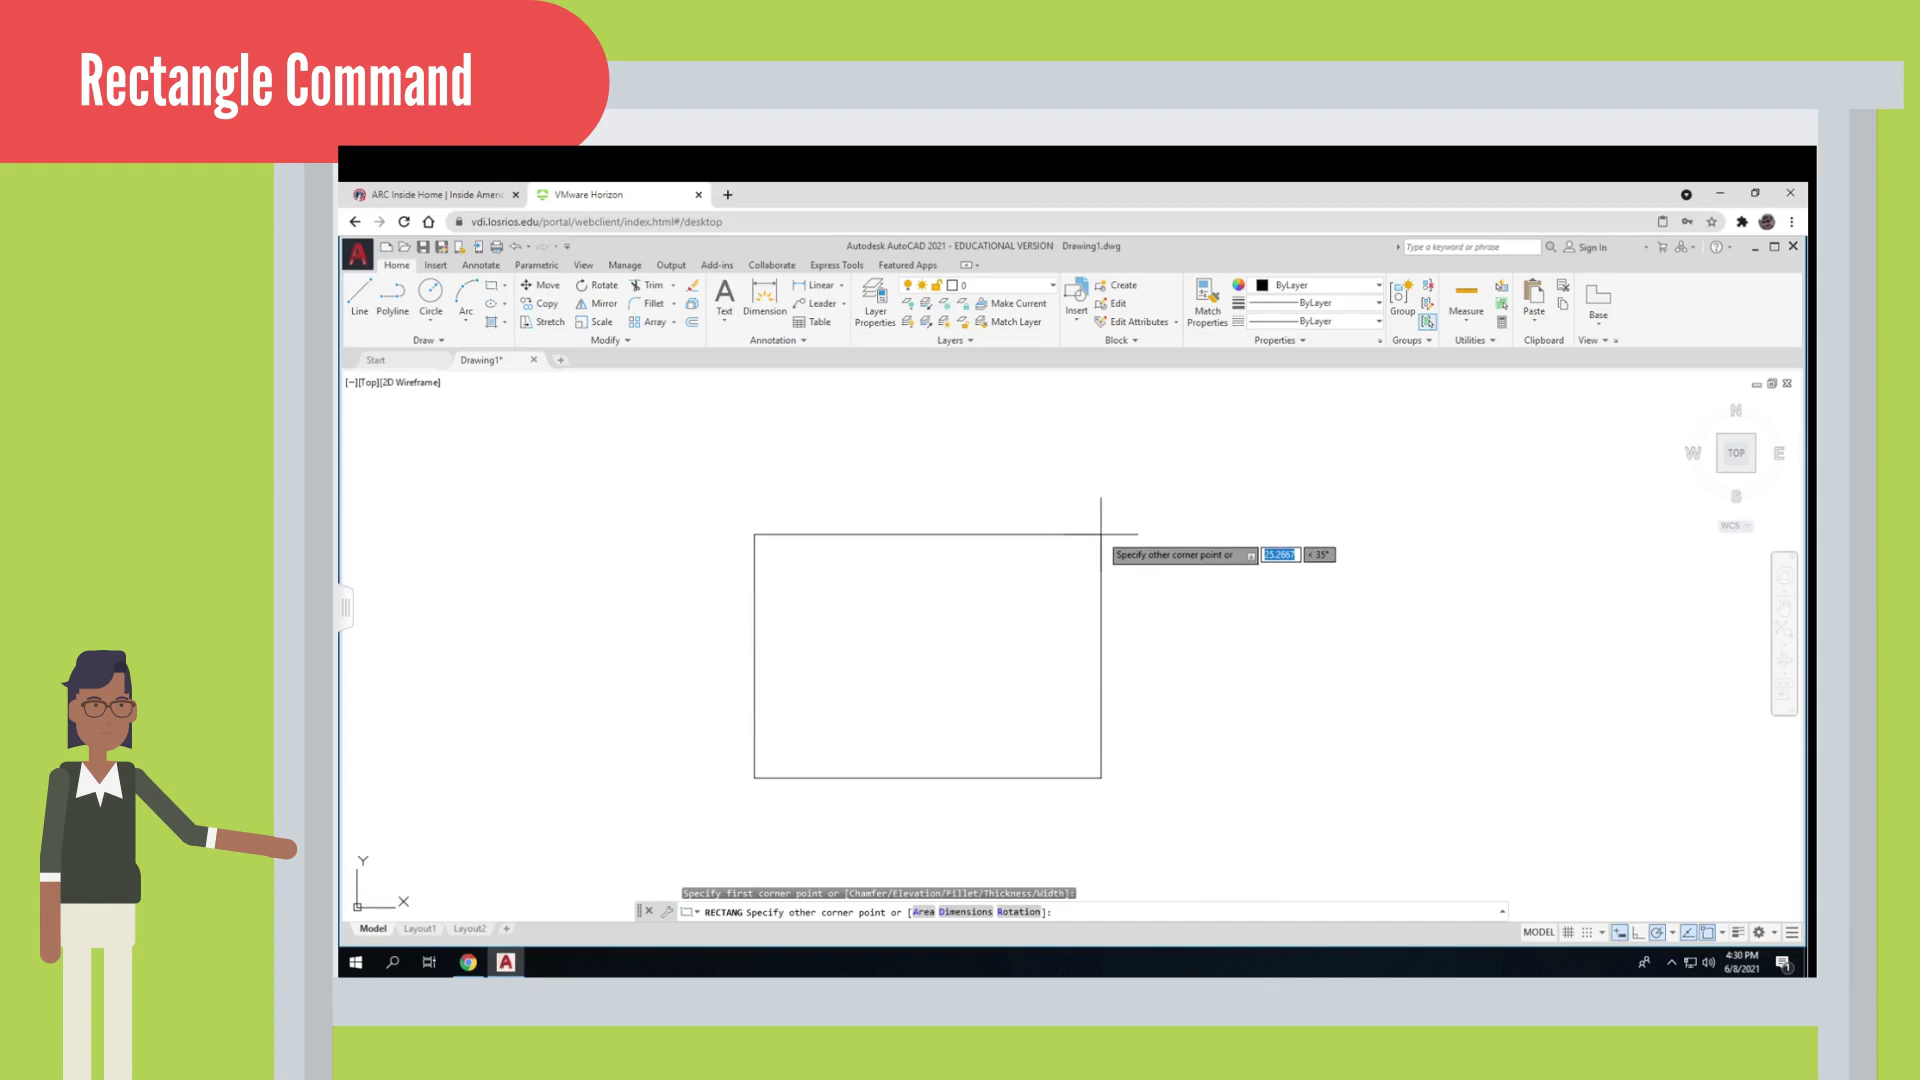 Rectangle Command
ARC Inside Home | Inside Ameri
VMware Horizon
vdi.losrios.edu/portal/webclient/index.html#/desktop
Autodesk AutoCAD 2021 - EDUCATIONAL VERSION Drawing1.dwg
Type a keyword or phrase
Sign In
Home Insert Annotate Parametric View Manage Output Add-ins Collaborate Express Tools Featured Apps
Line Polyline Circle Arc
Move Rotate Trim
Copy Mirror Fillet
Stretch Scale Array
Text Dimension
Linear
Leader
Table
Layer Properties
0
Make Current
Match Layer
Insert
Create
Edit
Edit Attributes
Match Properties
ByLayer
ByLayer
ByLayer
Group
Measure
Paste
Base
Draw Modify Annotation Layers Block Properties Groups Utilities Clipboard View
Start Drawing1*
[−][Top][2D Wireframe]
N
W TOP E
S
WCS
Specify other corner point or 25.2667 < 35°
Y
X
Specify first corner point or [Chamfer/Elevation/Fillet/Thickness/Width]:
RECTANG Specify other corner point or [Area Dimensions Rotation]:
Model Layout1 Layout2
MODEL
4:30 PM
6/8/2021
1